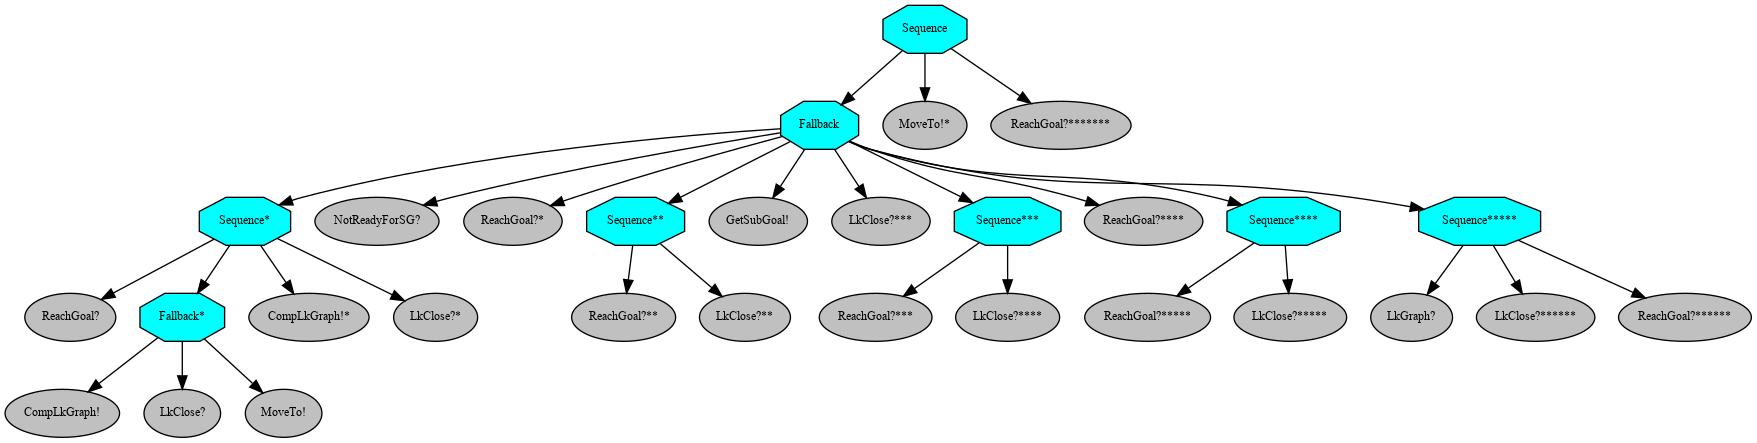 Sequence
Fallback
MoveTo!*
ReachGoal?*******
Sequence*
NotReadyForSG?
ReachGoal?*
Sequence**
GetSubGoal!
LkClose?***
Sequence***
ReachGoal?****
Sequence****
Sequence*****
ReachGoal?
Fallback*
CompLkGraph!*
LkClose?*
ReachGoal?**
LkClose?**
ReachGoal?***
LkClose?****
ReachGoal?*****
LkClose?*****
LkGraph?
LkClose?******
ReachGoal?******
CompLkGraph!
LkClose?
MoveTo!